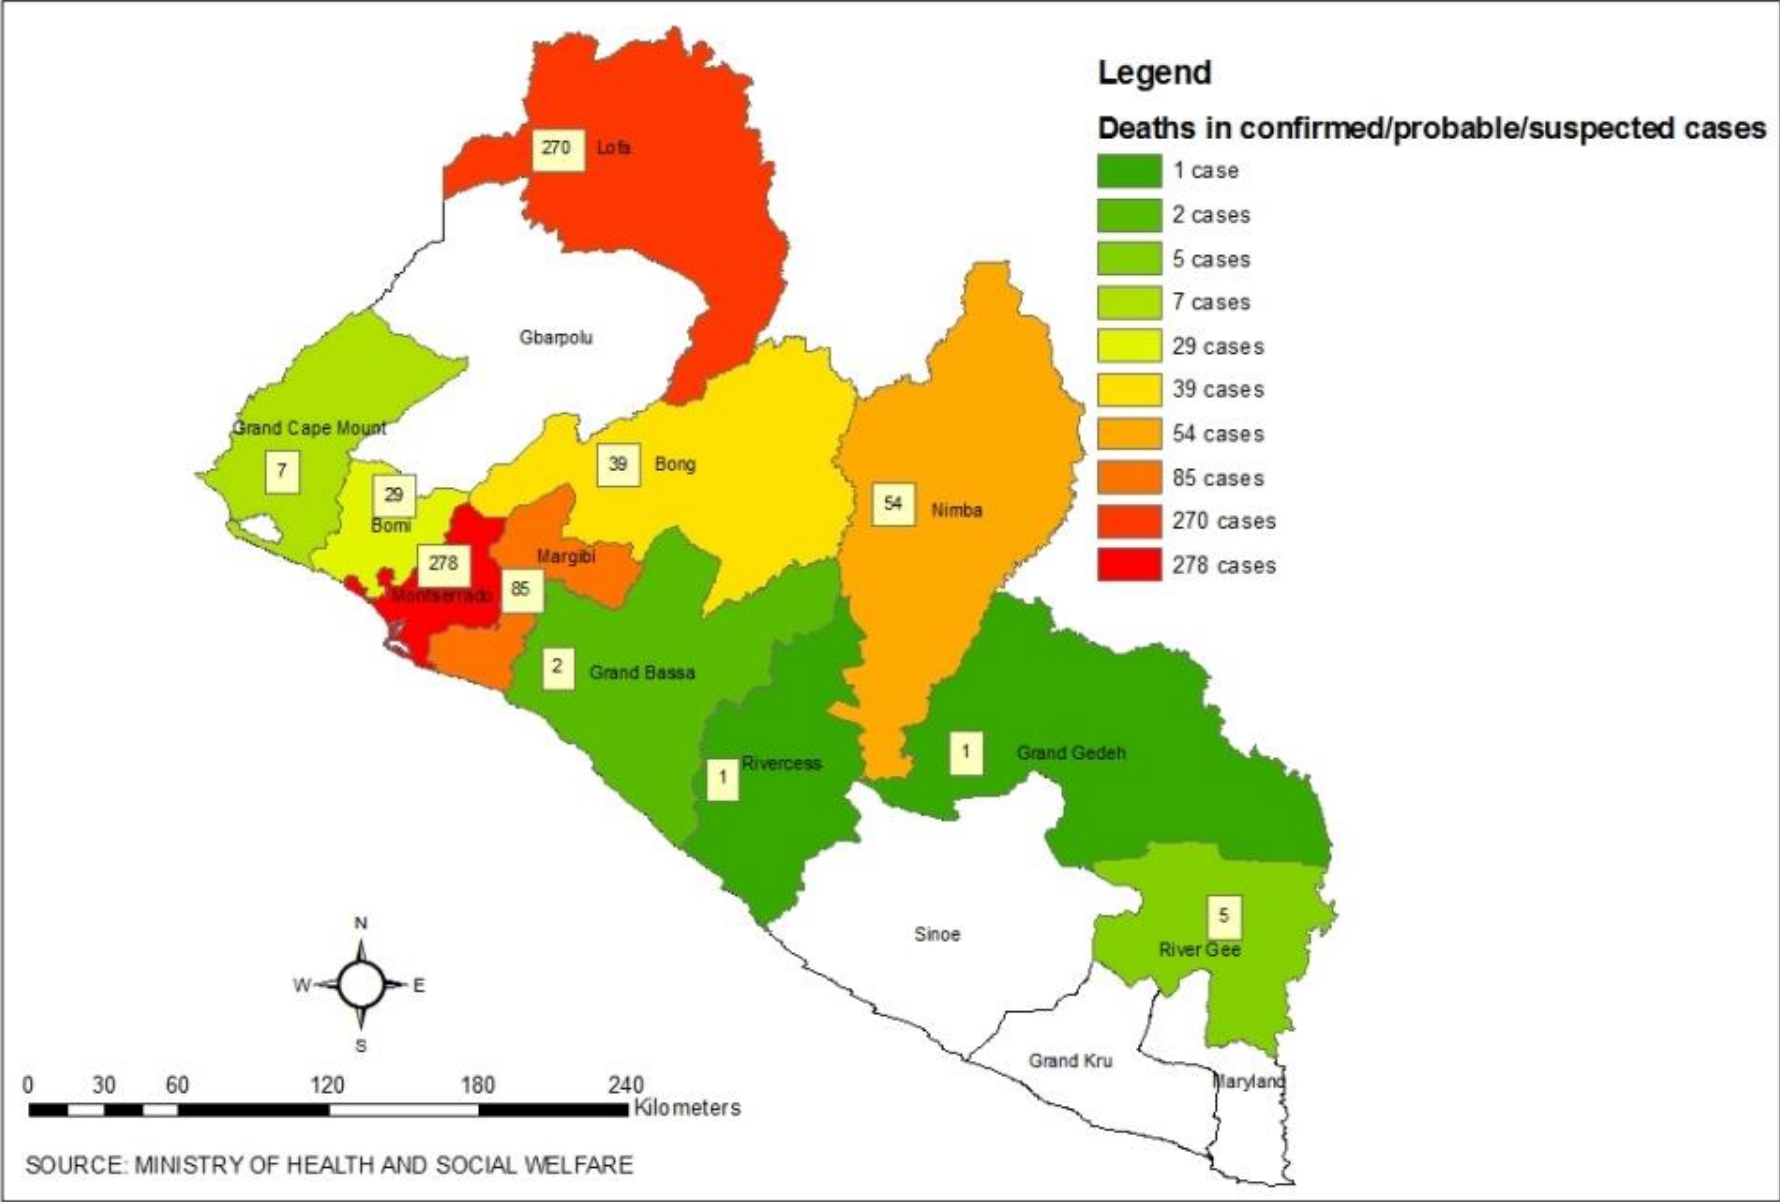 Legend
Deaths in confirmed/probable/suspected cases
1 case
2 cases
5 cases
7 cases
29 cases
39 cases
54 cases
85 cases
270 cases
278 cases
270 Lofa
Gbarpolu
Grand Cape Mount
7
29
Bomi
39 Bong
54 Nimba
278
Montserrado
Margibi
85
2 Grand Bassa
1 Rivercess
1 Grand Gedeh
5
River Gee
Sinoe
Grand Kru
Maryland
N
W E
S
0 30 60 120 180 240
Kilometers
SOURCE: MINISTRY OF HEALTH AND SOCIAL WELFARE